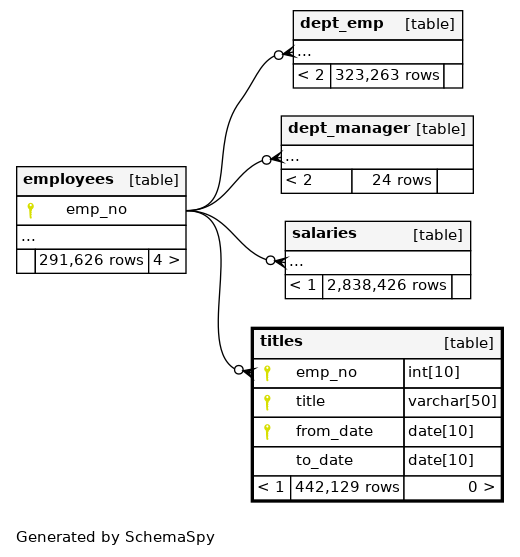 dept_emp [table]
...
< 2 323,263 rows
dept_manager [table]
...
< 2 24 rows
employees [table]
emp_no
...
291,626 rows 4 >
salaries [table]
...
< 1 2,838,426 rows
titles [table]
emp_no int[10]
title varchar[50]
from_date date[10]
to_date date[10]
< 1 442,129 rows 0 >
Generated by SchemaSpy